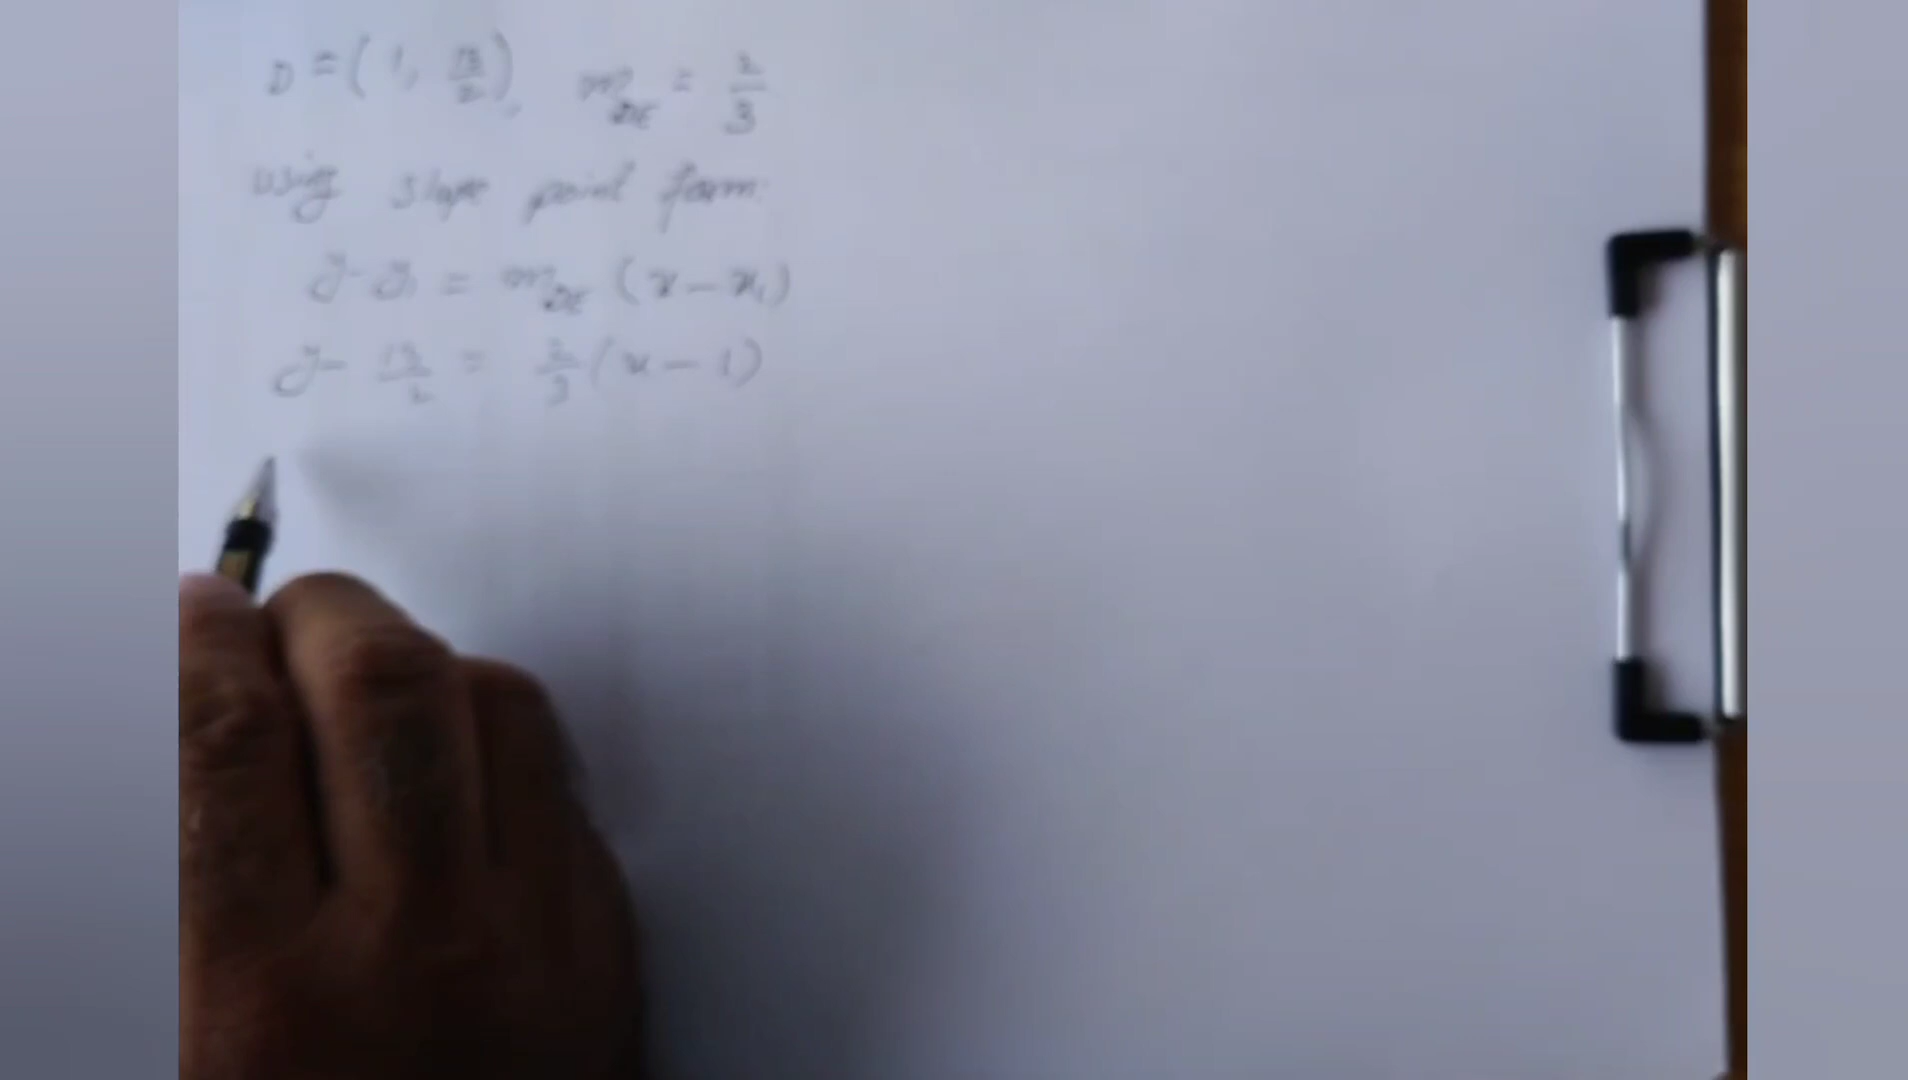 D = (1, 13/2), m_DE = 2/3
using slope point form:
y - y₁ = m_DE (x - x₁)
y - 13/2 = 2/3 (x - 1)